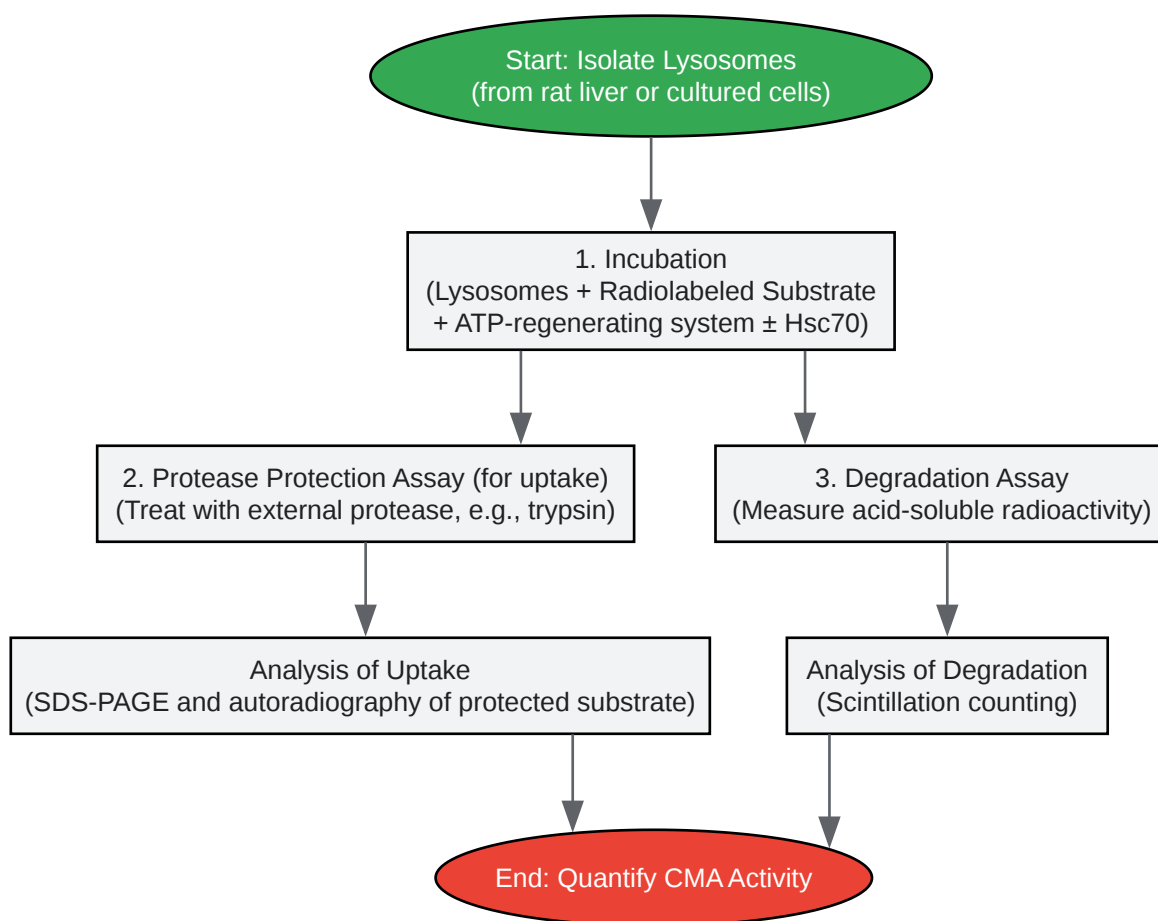 Start: Isolate Lysosomes
(from rat liver or cultured cells)
1. Incubation
(Lysosomes + Radiolabeled Substrate
+ ATP-regenerating system ± Hsc70)
2. Protease Protection Assay (for uptake)
(Treat with external protease, e.g., trypsin)
3. Degradation Assay
(Measure acid-soluble radioactivity)
Analysis of Uptake
(SDS-PAGE and autoradiography of protected substrate)
Analysis of Degradation
(Scintillation counting)
End: Quantify CMA Activity